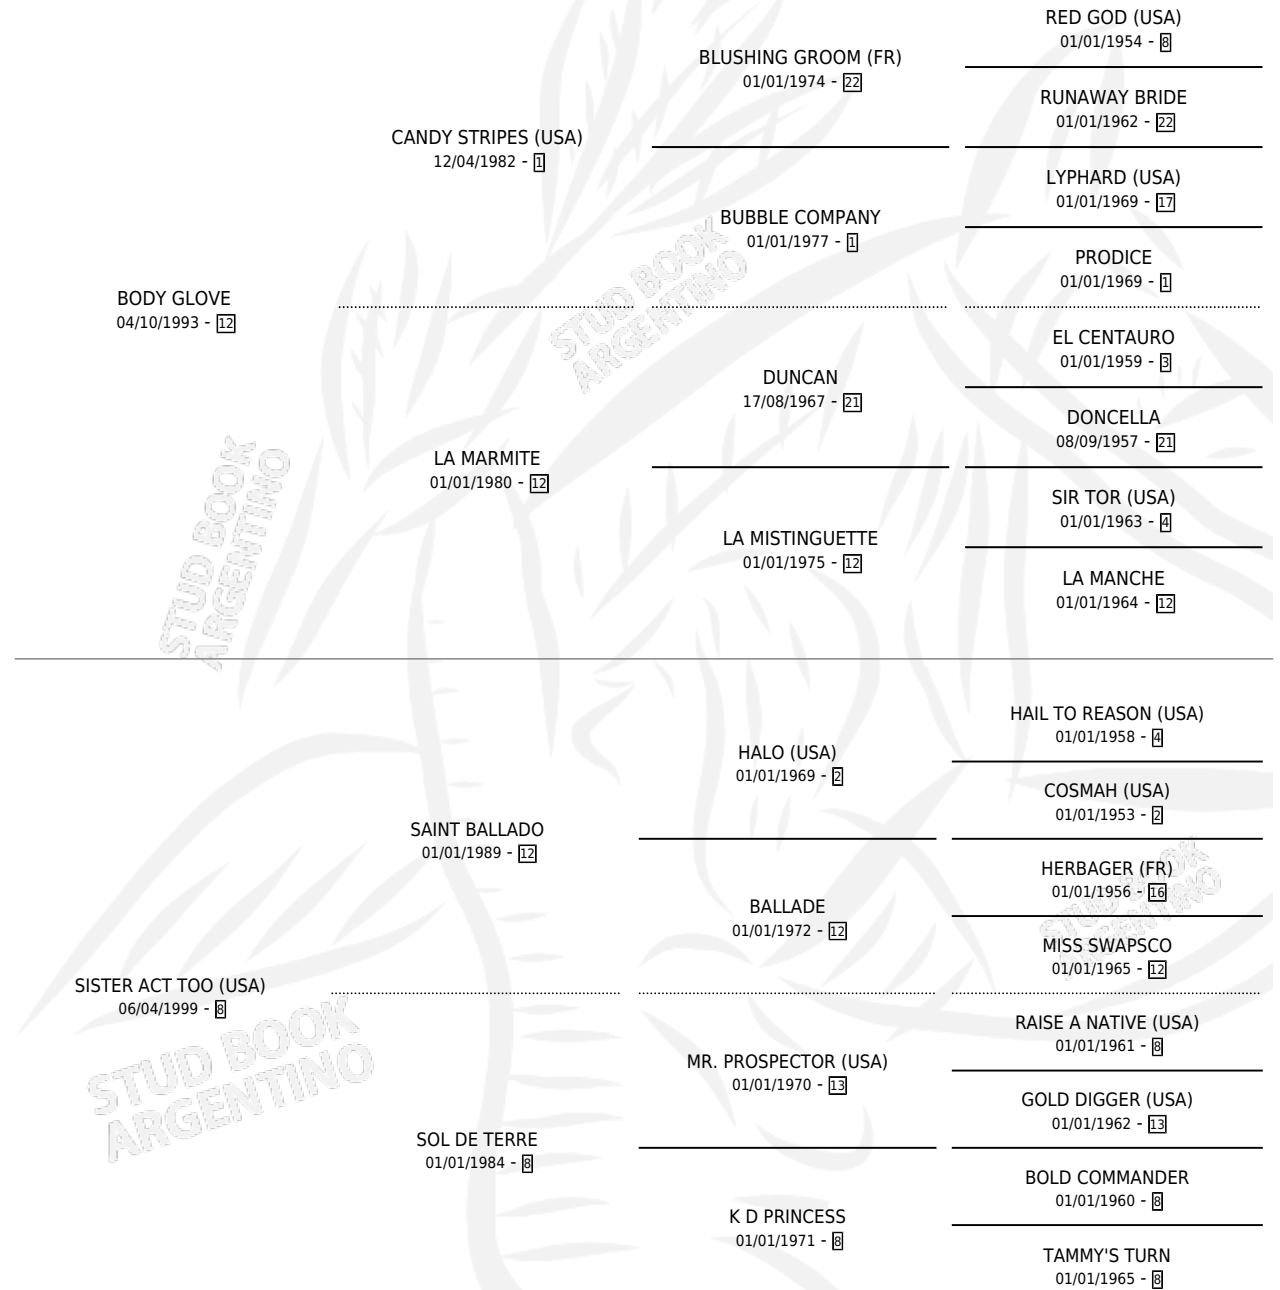 RED GOD (USA)
01/01/1954 - 8
BLUSHING GROOM (FR)
01/01/1974 - 22
RUNAWAY BRIDE
01/01/1962 - 22
CANDY STRIPES (USA)
12/04/1982 - 1
LYPHARD (USA)
01/01/1969 - 17
BUBBLE COMPANY
01/01/1977 - 1
PRODICE
01/01/1969 - 1
BODY GLOVE
04/10/1993 - 12
EL CENTAURO
01/01/1959 - 3
DUNCAN
17/08/1967 - 21
DONCELLA
08/09/1957 - 21
LA MARMITE
01/01/1980 - 12
SIR TOR (USA)
01/01/1963 - 4
LA MISTINGUETTE
01/01/1975 - 12
LA MANCHE
01/01/1964 - 12
STUD BOOK
ARGENTINO
STUD BOOK
ARGENTINO
HAIL TO REASON (USA)
01/01/1958 - 4
HALO (USA)
01/01/1969 - 2
COSMAH (USA)
01/01/1953 - 2
SAINT BALLADO
01/01/1989 - 12
HERBAGER (FR)
01/01/1956 - 16
BALLADE
01/01/1972 - 12
MISS SWAPSCO
01/01/1965 - 12
SISTER ACT TOO (USA)
06/04/1999 - 8
RAISE A NATIVE (USA)
01/01/1961 - 8
MR. PROSPECTOR (USA)
01/01/1970 - 13
GOLD DIGGER (USA)
01/01/1962 - 13
SOL DE TERRE
01/01/1984 - 8
BOLD COMMANDER
01/01/1960 - 8
K D PRINCESS
01/01/1971 - 8
TAMMY'S TURN
01/01/1965 - 8
STUD BOOK
ARGENTINO
STUD BOOK
ARGENTINO